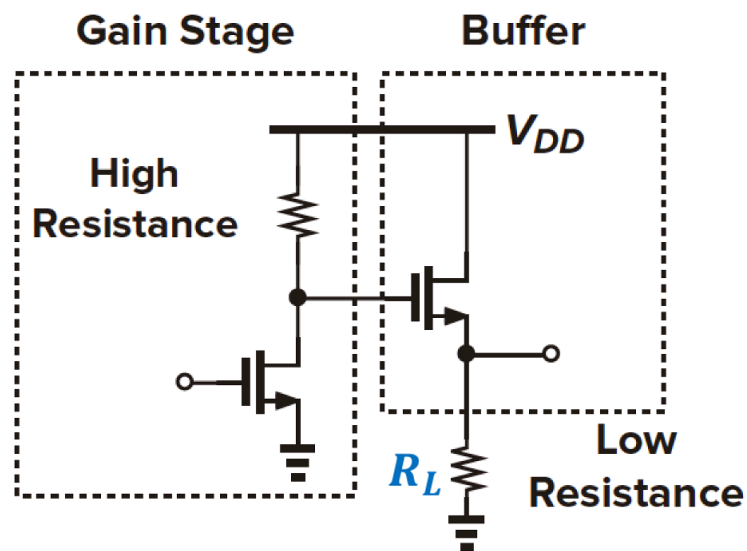 Gain Stage
Buffer
V_DD
High
Resistance
R_L
Low
Resistance